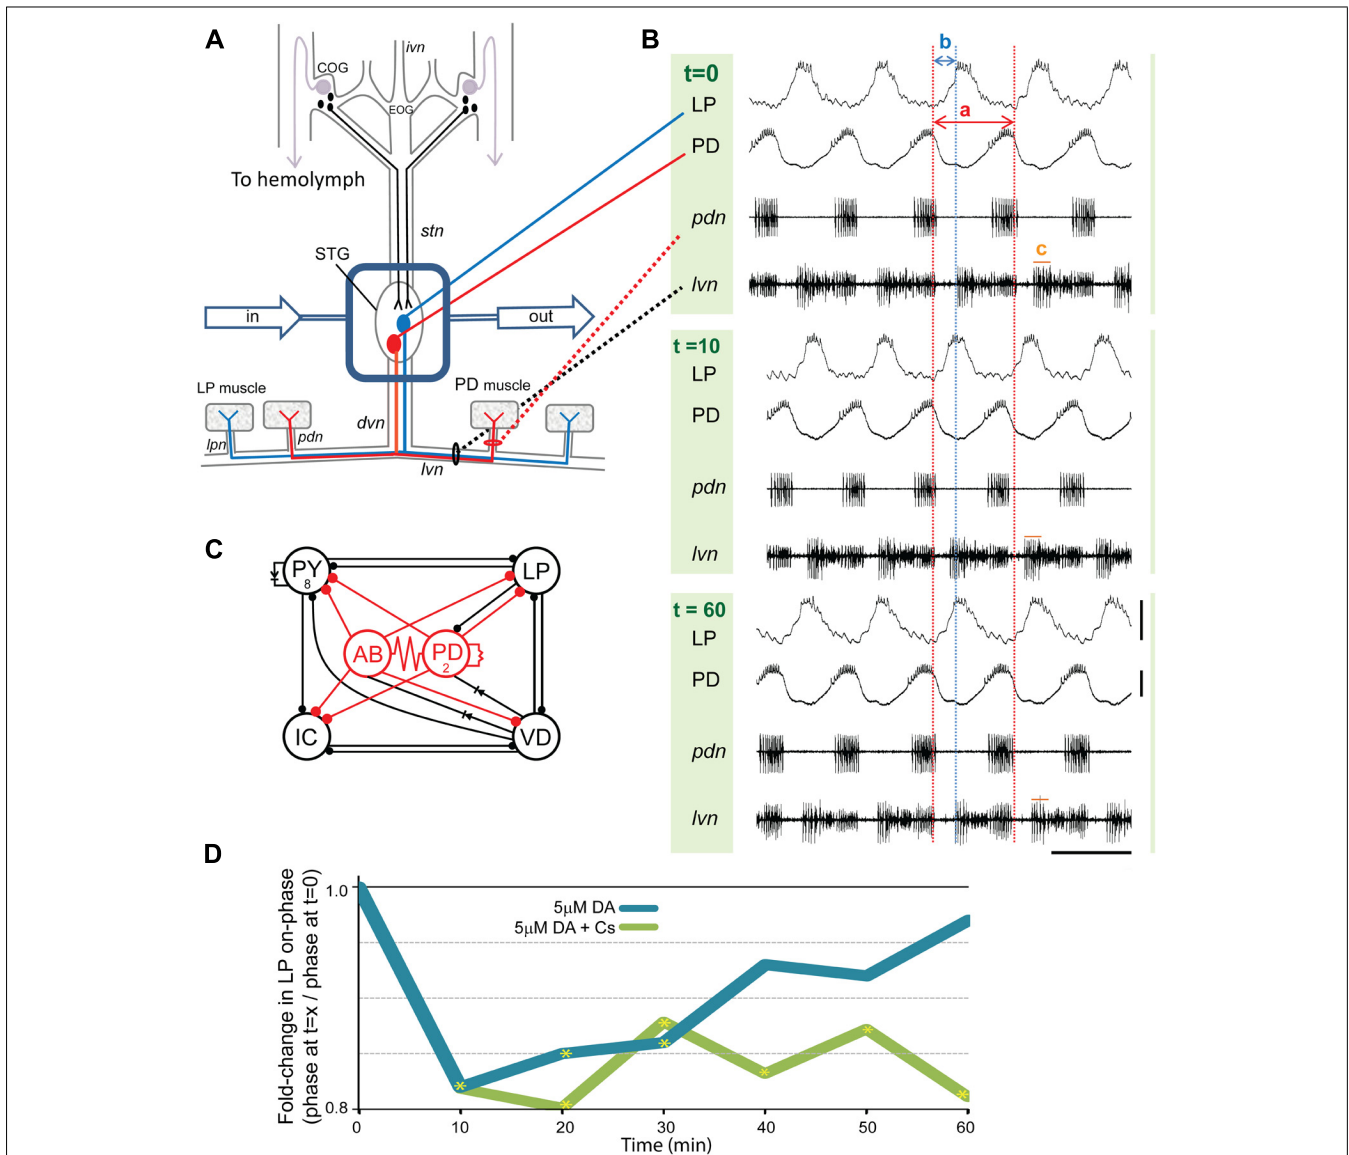 A
ivn
COG
EOG
To hemolymph
stn
STG
in
out
LP muscle
PD muscle
lpn
pdn
dvn
lvn
B
b
t=0
LP
a
PD
pdn
c
lvn
t =10
LP
PD
pdn
lvn
t = 60
LP
PD
pdn
lvn
C
PY
8
LP
AB
PD
2
IC
VD
D
Fold-change in LP on-phase
(phase at t=x / phase at t=0)
1.0
0.8
5μM DA
5μM DA + Cs
0 10 20 30 40 50 60
Time (min)